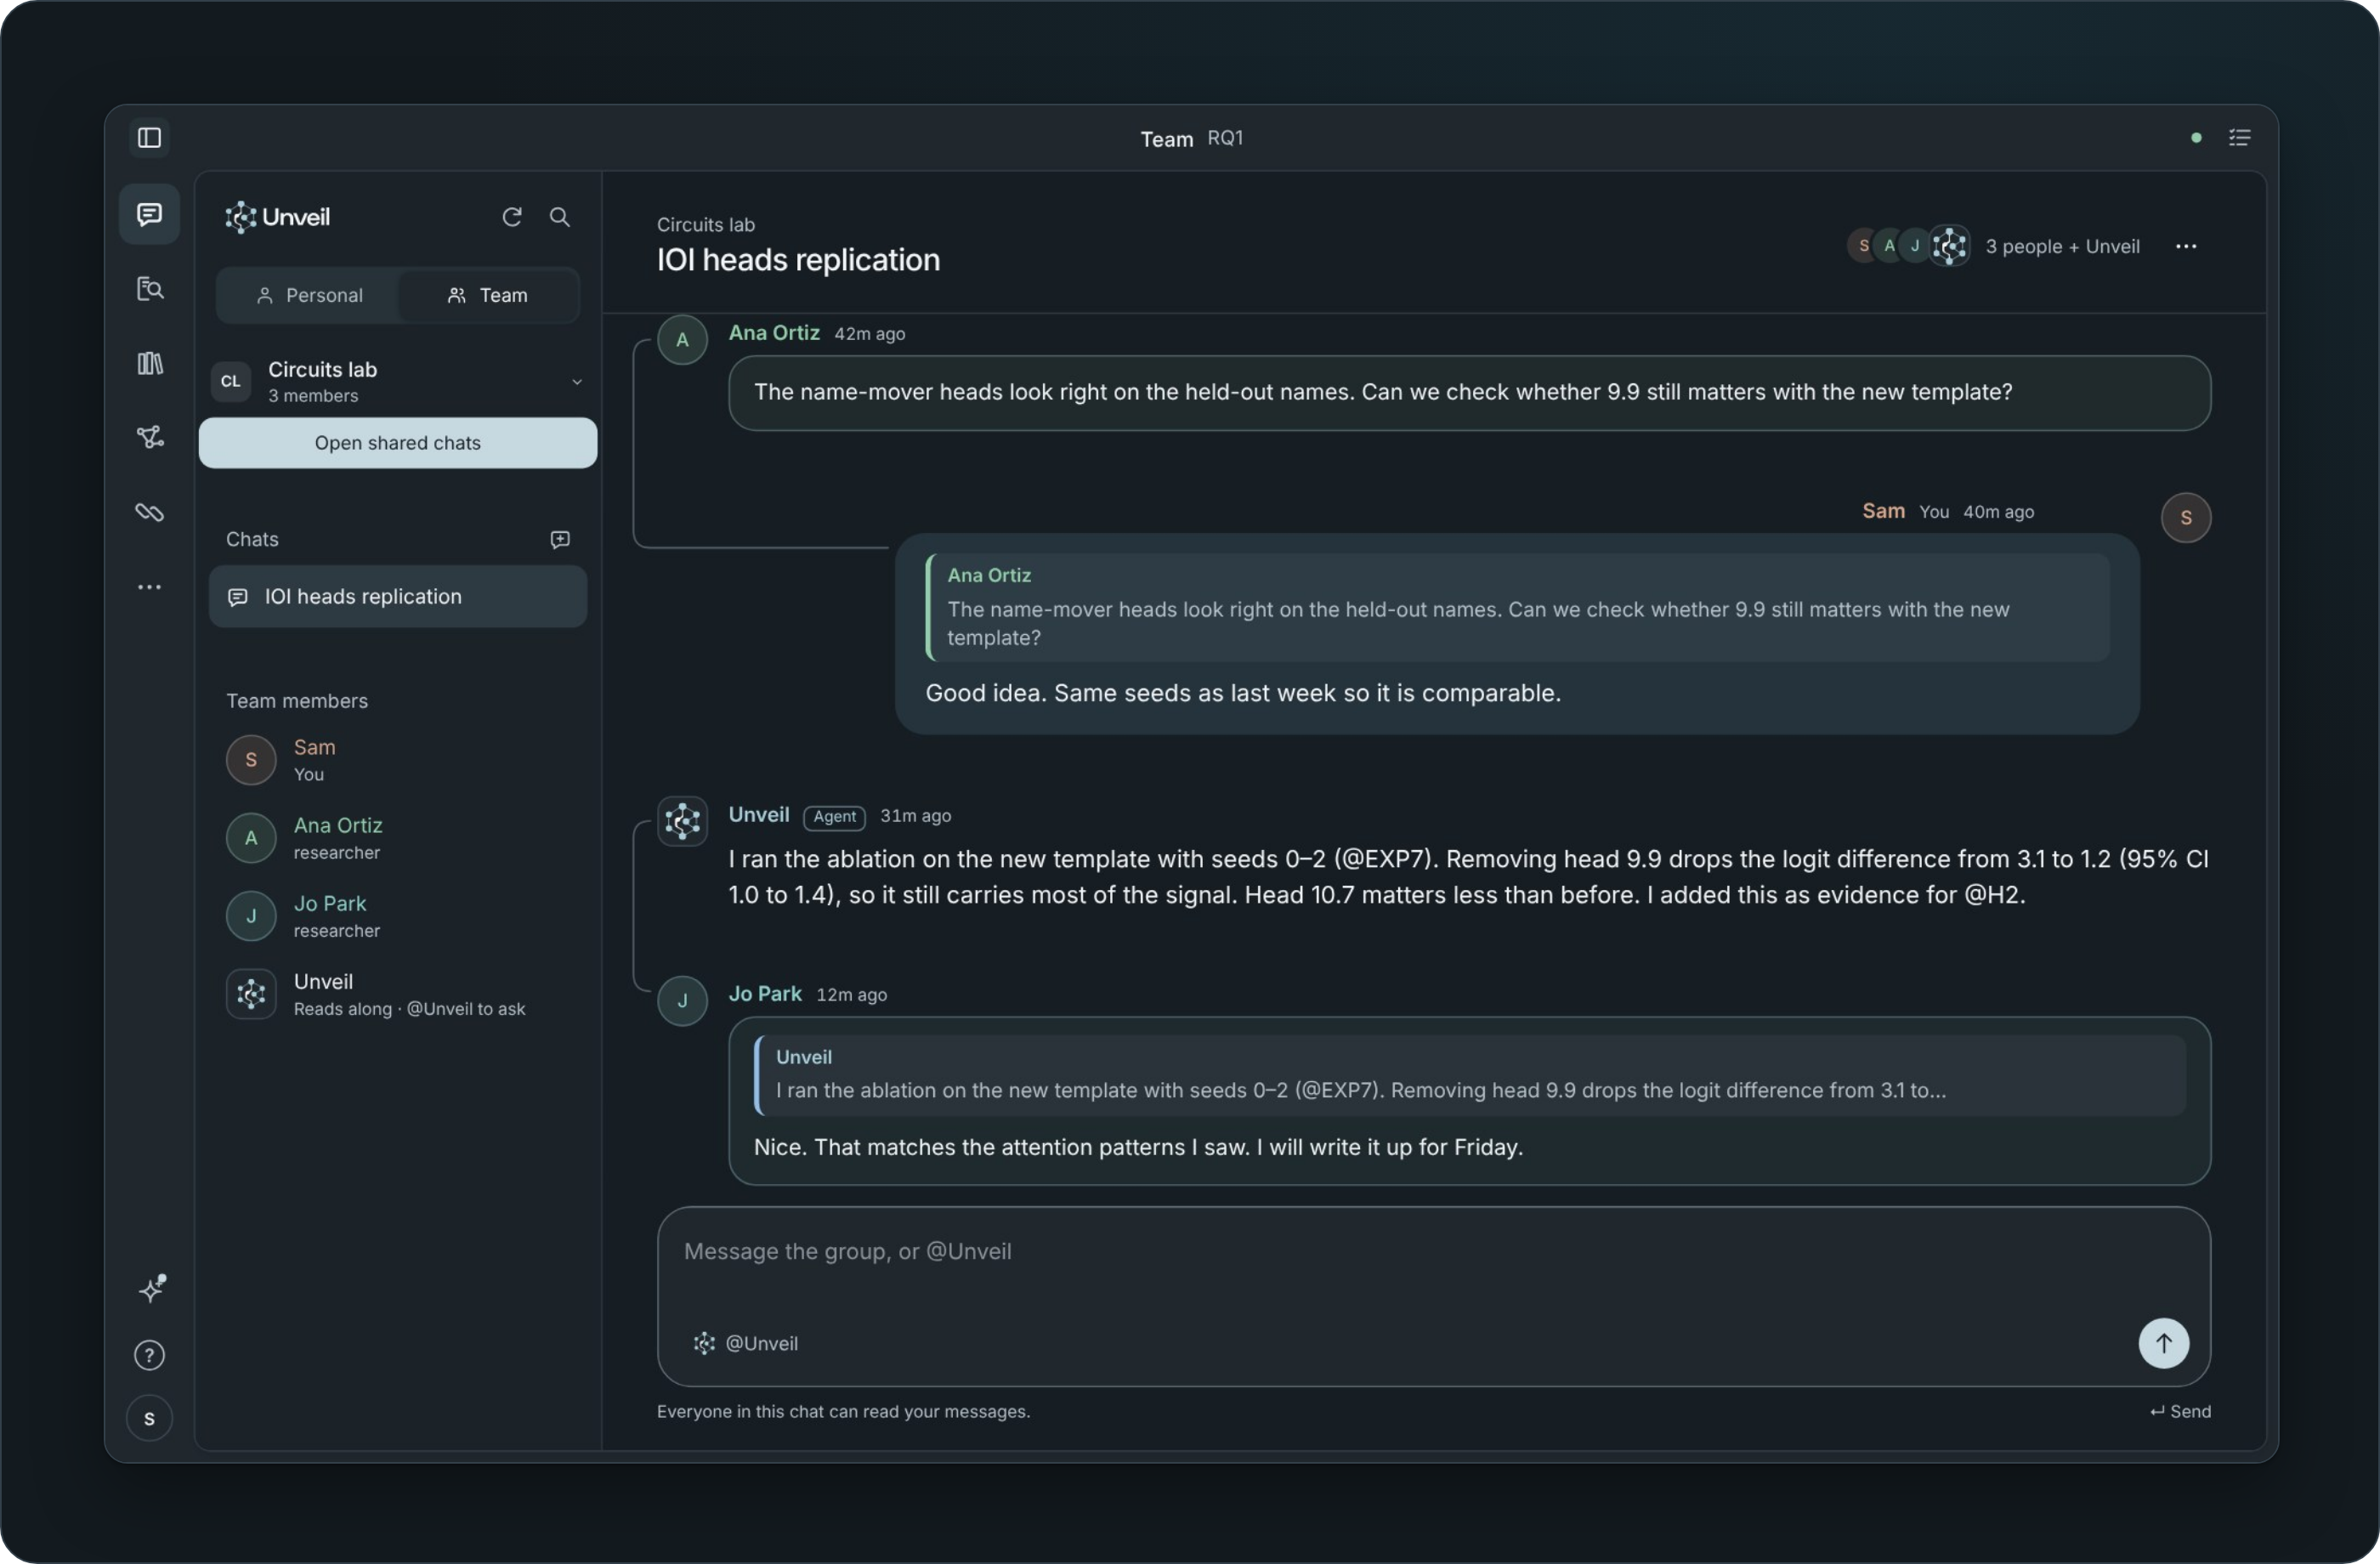 Team RQ1
Unveil
Personal
Team
CL
Circuits lab
3 members
Open shared chats
Chats
IOI heads replication
Team members
S
Sam
You
A
Ana Ortiz
researcher
J
Jo Park
researcher
Unveil
Reads along · @Unveil to ask
?
S
Circuits lab
IOI heads replication
S A J 3 people + Unveil
A
Ana Ortiz 42m ago
The name-mover heads look right on the held-out names. Can we check whether 9.9 still matters with the new template?
Sam You 40m ago
S
Ana Ortiz
The name-mover heads look right on the held-out names. Can we check whether 9.9 still matters with the new
template?
Good idea. Same seeds as last week so it is comparable.
Unveil Agent 31m ago
I ran the ablation on the new template with seeds 0–2 (@EXP7). Removing head 9.9 drops the logit difference from 3.1 to 1.2 (95% CI
1.0 to 1.4), so it still carries most of the signal. Head 10.7 matters less than before. I added this as evidence for @H2.
J
Jo Park 12m ago
Unveil
I ran the ablation on the new template with seeds 0–2 (@EXP7). Removing head 9.9 drops the logit difference from 3.1 to...
Nice. That matches the attention patterns I saw. I will write it up for Friday.
Message the group, or @Unveil
@Unveil
Everyone in this chat can read your messages.
↵ Send